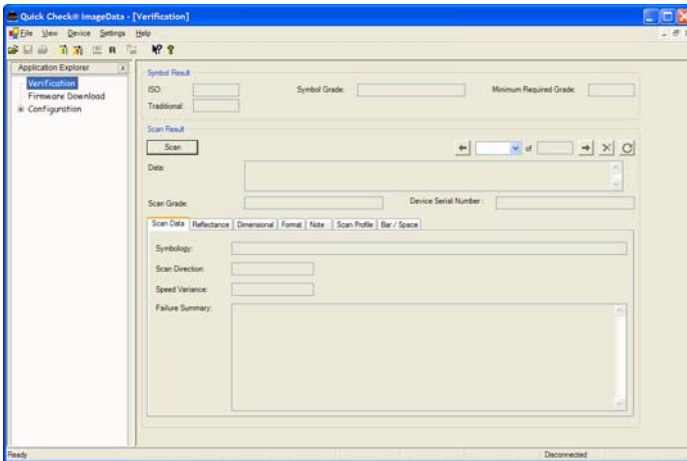 Quick Check® ImageData - [Verification]
File View Device Settings Help
R
Application Explorer
Verification
Firmware Download
Configuration
Symbol Result
ISO: Symbol Grade: Minimum Required Grade:
Traditional:
Scan Result
Scan of
Data:
Scan Grade: Device Serial Number :
Scan Data Reflectance Dimensional Format Note Scan Profile Bar / Space
Symbology:
Scan Direction:
Speed Variance:
Failure Summary:
Ready Disconnected